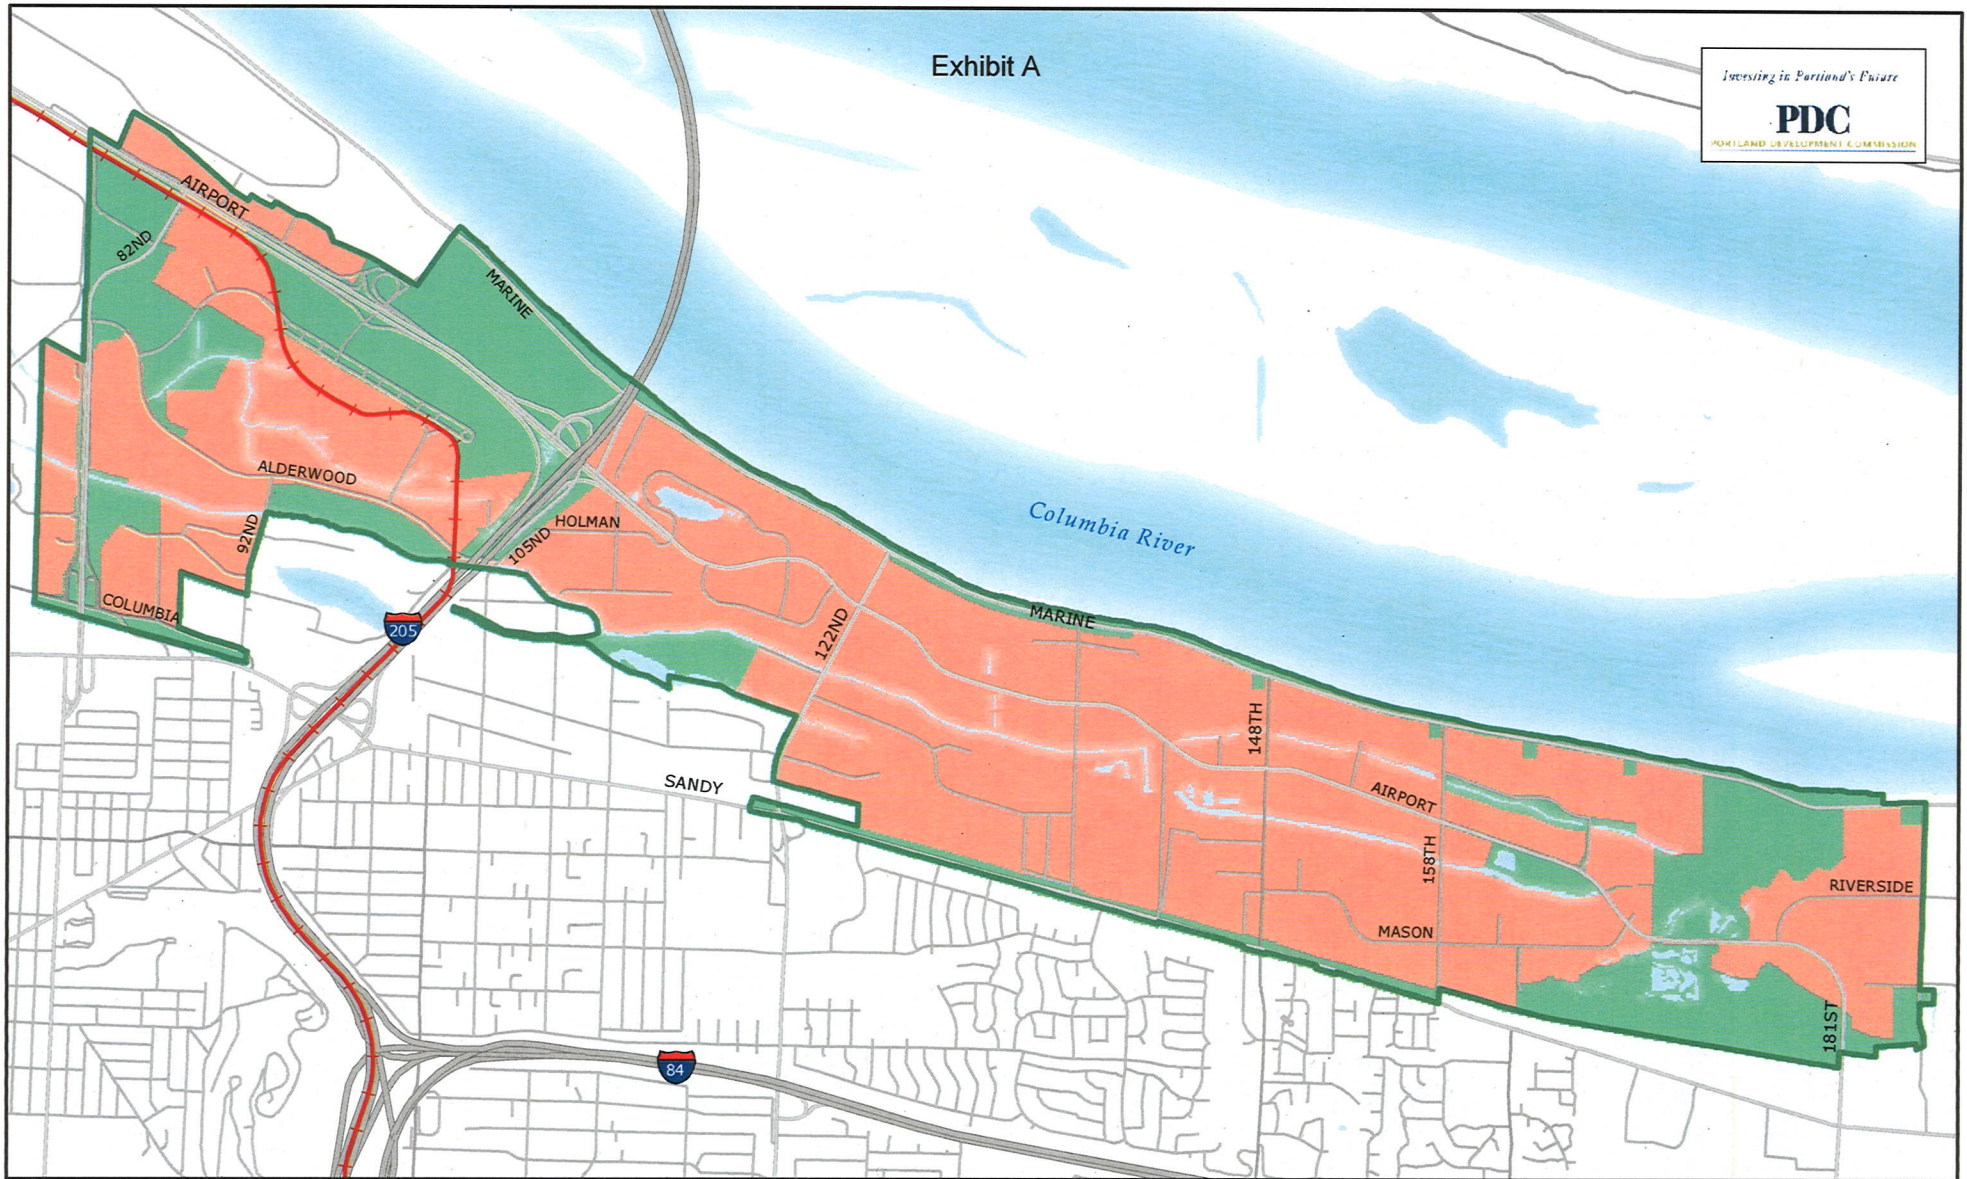 Exhibit A
Investing in Portland's Future
PDC
PORTLAND DEVELOPMENT COMMISSION
AIRPORT
82ND
MARINE
ALDERWOOD
HOLMAN
105ND
92ND
Columbia River
COLUMBIA
205
MARINE
122ND
148TH
SANDY
AIRPORT
158TH
RIVERSIDE
MASON
181ST
84